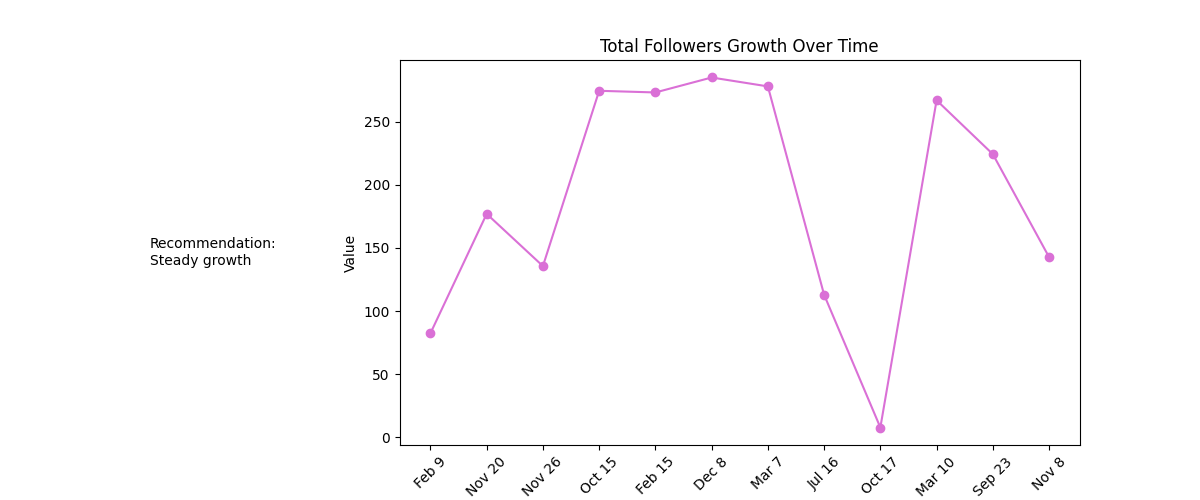 Total Followers Growth Over Time
Recommendation:
Steady growth
Value
250
200
150
100
50
0
Feb 9
Nov 20
Nov 26
Oct 15
Feb 15
Dec 8
Mar 7
Jul 16
Oct 17
Mar 10
Sep 23
Nov 8